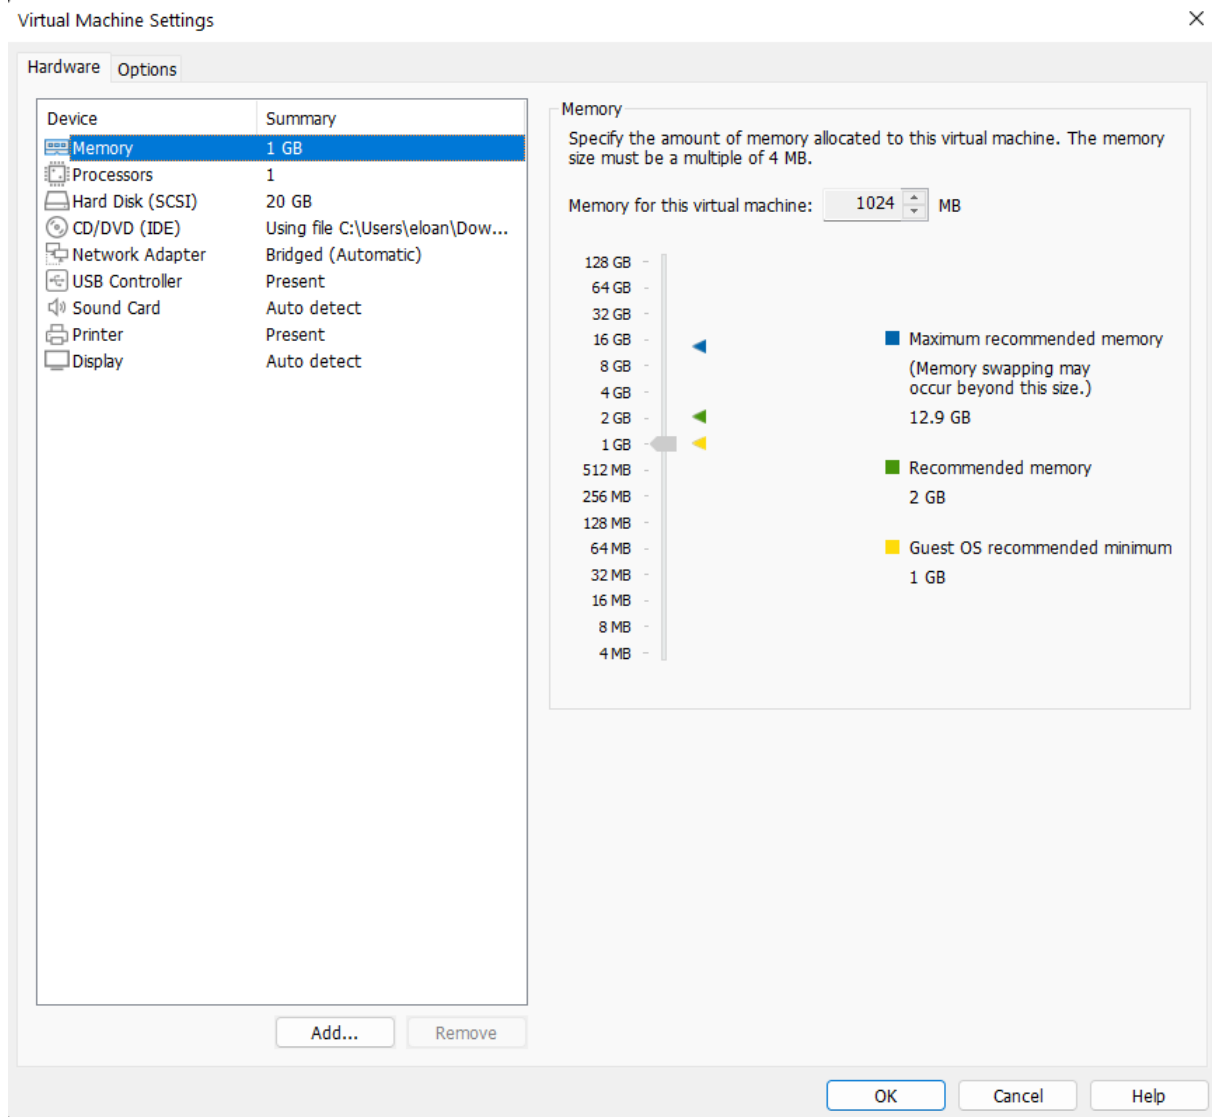 Virtual Machine Settings
Hardware Options
Device Summary
Memory 1 GB
Processors 1
Hard Disk (SCSI) 20 GB
CD/DVD (IDE) Using file C:\Users\eloan\Dow...
Network Adapter Bridged (Automatic)
USB Controller Present
Sound Card Auto detect
Printer Present
Display Auto detect
Add... Remove
Memory
Specify the amount of memory allocated to this virtual machine. The memory
size must be a multiple of 4 MB.
Memory for this virtual machine: 1024 MB
128 GB
64 GB
32 GB
16 GB
8 GB
4 GB
2 GB
1 GB
512 MB
256 MB
128 MB
64 MB
32 MB
16 MB
8 MB
4 MB
Maximum recommended memory
(Memory swapping may
occur beyond this size.)
12.9 GB
Recommended memory
2 GB
Guest OS recommended minimum
1 GB
OK Cancel Help